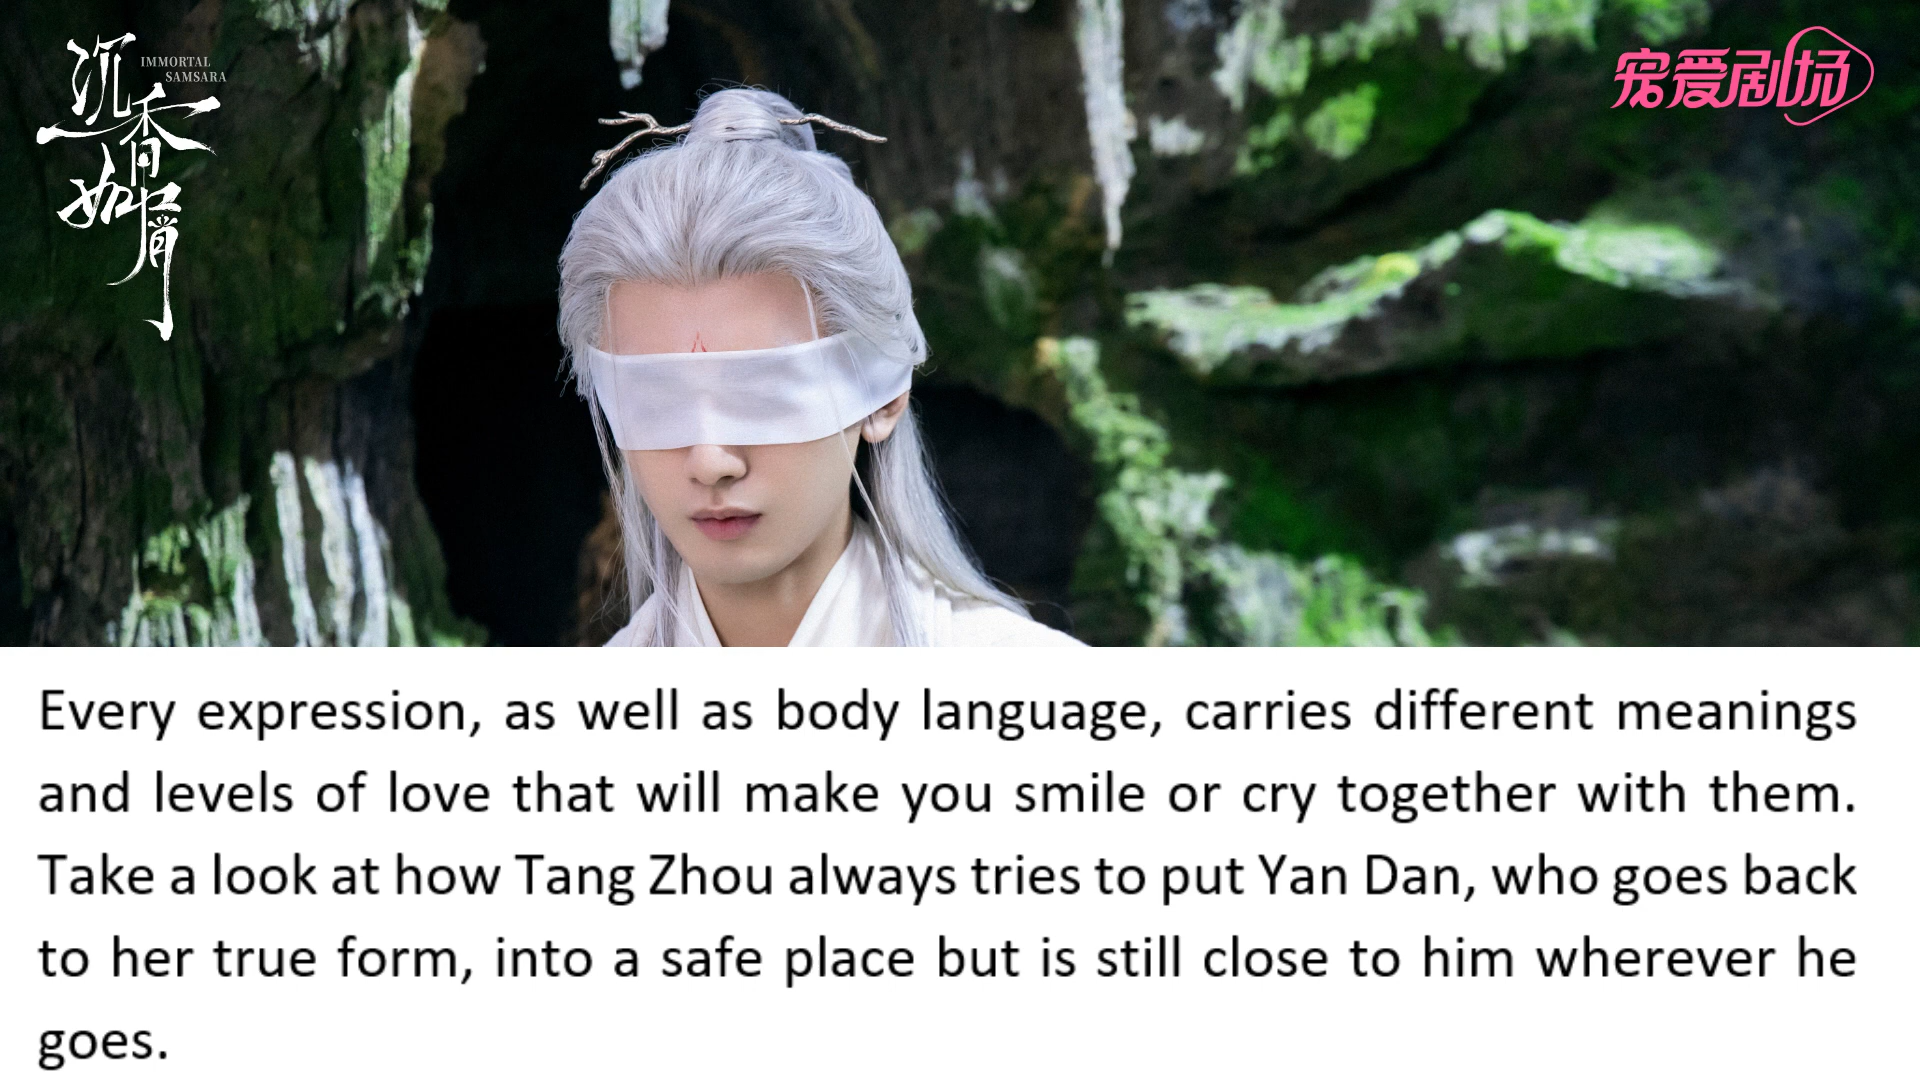 沉香如屑
IMMORTAL
SAMSARA
宠爱剧场
Every expression, as well as body language, carries different meanings
and levels of love that will make you smile or cry together with them.
Take a look at how Tang Zhou always tries to put Yan Dan, who goes back
to her true form, into a safe place but is still close to him wherever he
goes.